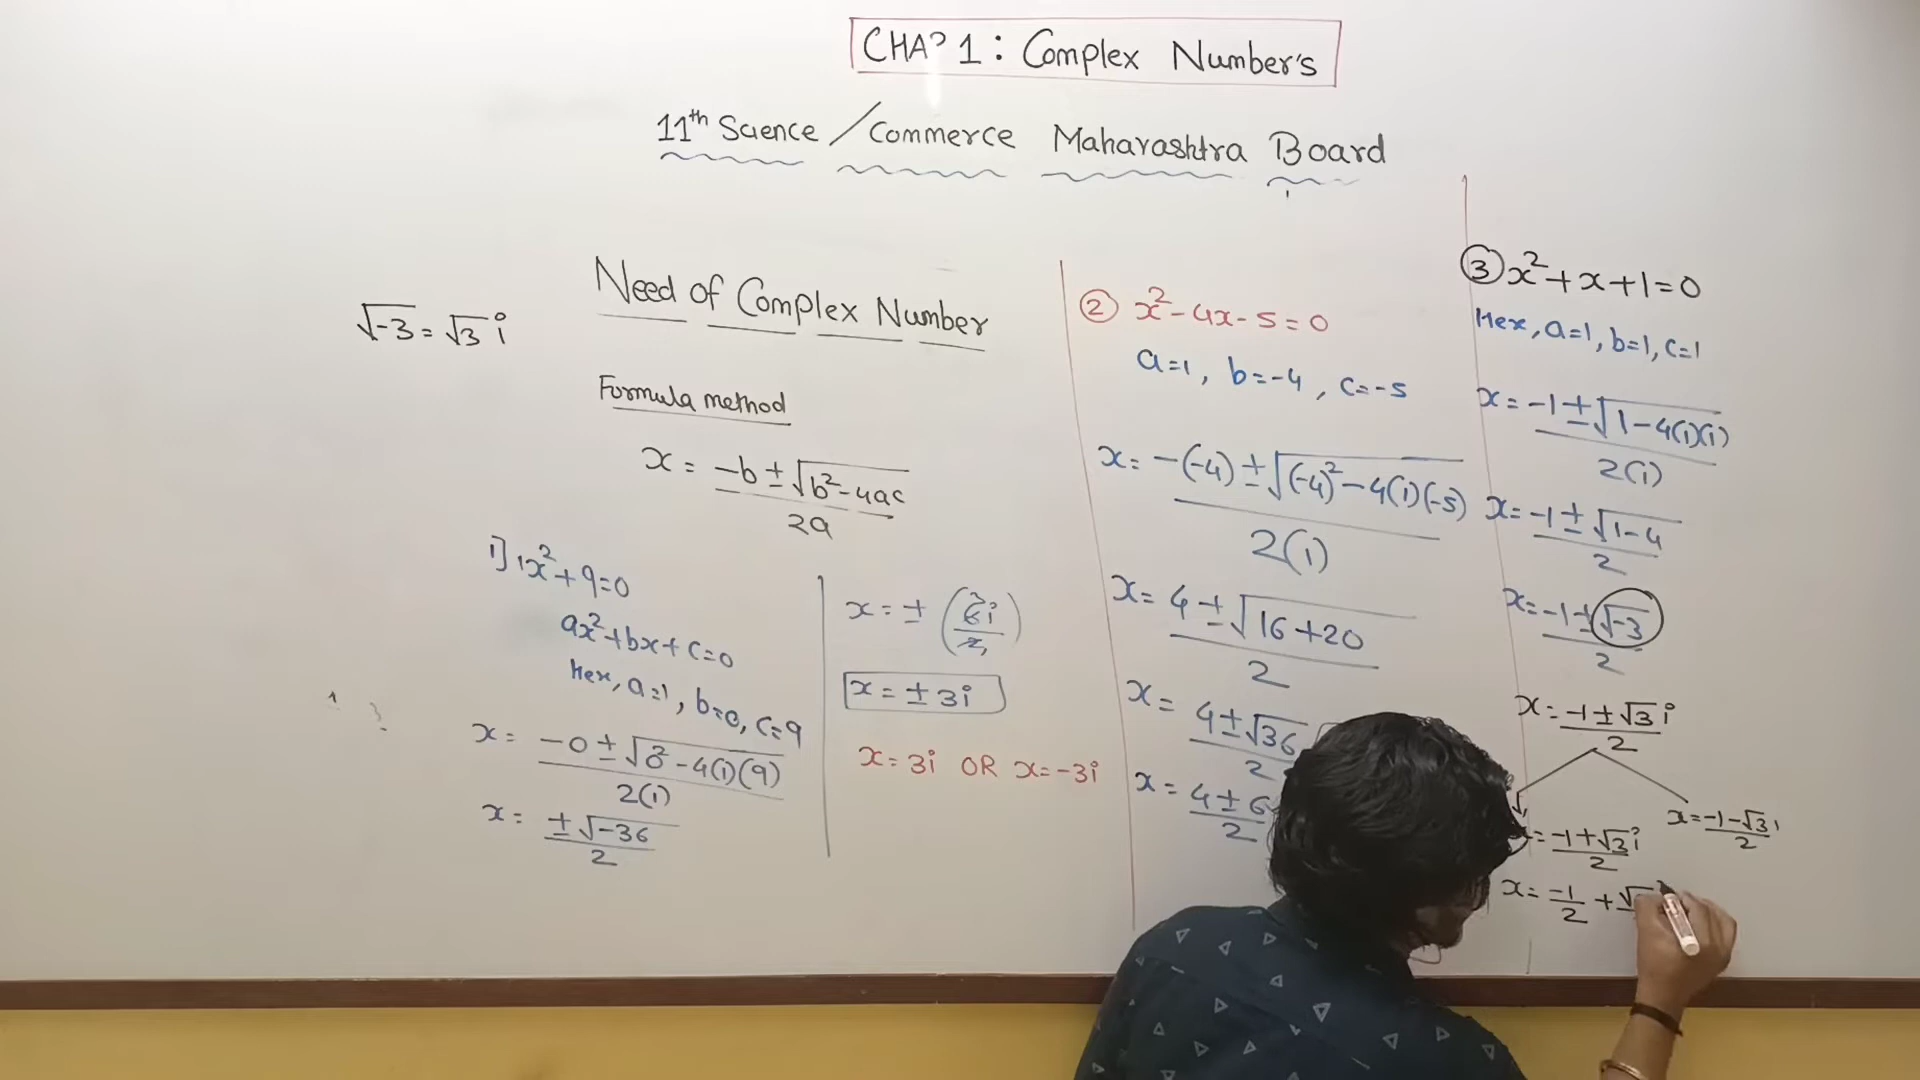 CHAP 1 : Complex Number's
11th Science / Commerce Maharashtra Board
√-3 = √3 i
Need of Complex Number
Formula method
x = (-b ± √(b² - 4ac)) / 2a
1] 1x² + 9 = 0
ax² + bx + c = 0
Here, a=1, b=0, c=9
x = (-0 ± √(0² - 4(1)(9))) / 2(1)
x = ± √-36 / 2
x = ± (6i / 2)
x = ± 3i
x = 3i OR x = -3i
② x² - 4x - 5 = 0
a=1, b=-4, c=-5
x = (-(-4) ± √((-4)² - 4(1)(-5))) / 2(1)
x = (4 ± √(16 + 20)) / 2
x = (4 ± √36) / 2
x = (4 ± 6) / 2
③ x² + x + 1 = 0
Here, a=1, b=1, c=1
x = (-1 ± √(1 - 4(1)(1))) / 2(1)
x = (-1 ± √(1-4)) / 2
x = (-1 ± √-3) / 2
x = (-1 ± √3 i) / 2
x = (-1 + √3 i) / 2
x = (-1 - √3 i) / 2
x = -1/2 + √